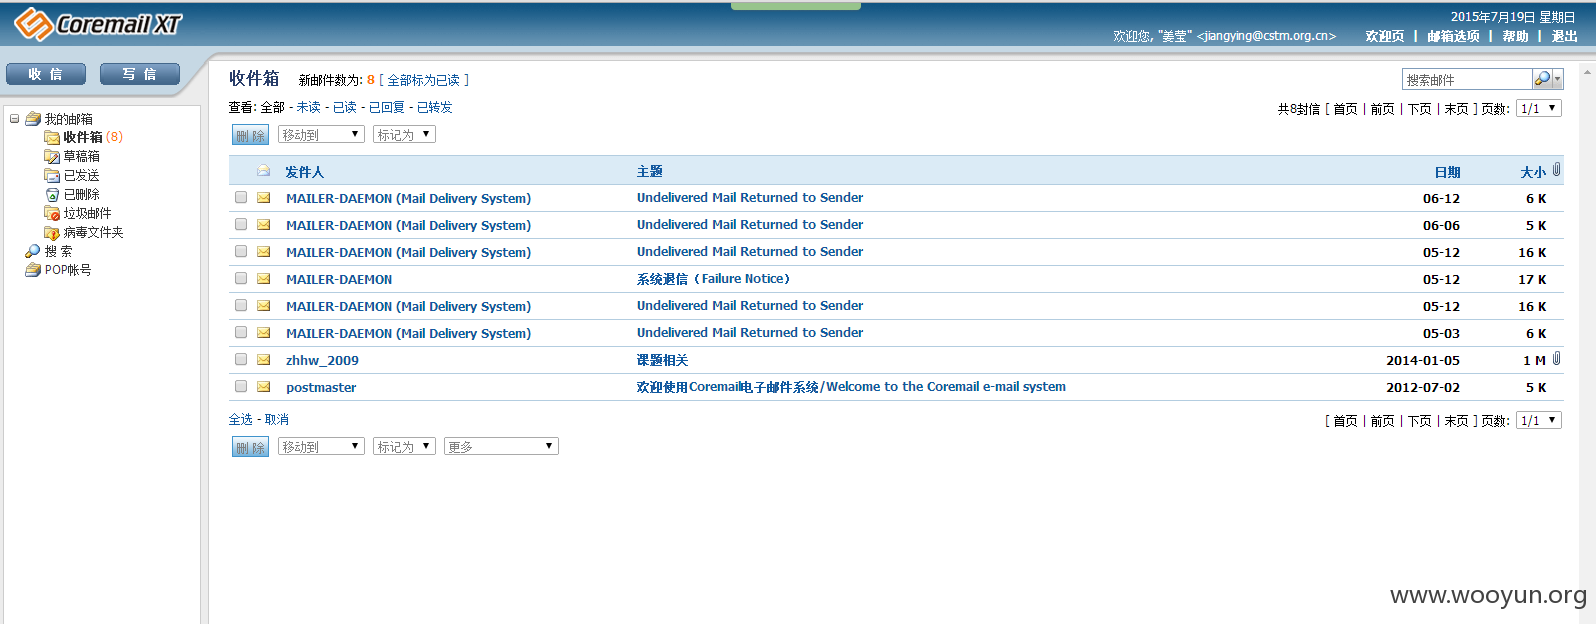 Coremail XT
2015年7月19日 星期日
欢迎您, "姜莹" <jiangying@cstm.org.cn> 欢迎页 | 邮箱选项 | 帮助 | 退出
收 信 写 信
我的邮箱
收件箱 (8)
草稿箱
已发送
已删除
垃圾邮件
病毒文件夹
搜 索
POP帐号
收件箱 新邮件数为: 8 [ 全部标为已读 ]
搜索邮件
查看: 全部 - 未读 - 已读 - 已回复 - 已转发
共8封信 [ 首页 | 前页 | 下页 | 末页 ] 页数: 1/1
删 除 移动到 标记为
发件人 主题 日期 大小
MAILER-DAEMON (Mail Delivery System) Undelivered Mail Returned to Sender 06-12 6 K
MAILER-DAEMON (Mail Delivery System) Undelivered Mail Returned to Sender 06-06 5 K
MAILER-DAEMON (Mail Delivery System) Undelivered Mail Returned to Sender 05-12 16 K
MAILER-DAEMON 系统退信（Failure Notice） 05-12 17 K
MAILER-DAEMON (Mail Delivery System) Undelivered Mail Returned to Sender 05-12 16 K
MAILER-DAEMON (Mail Delivery System) Undelivered Mail Returned to Sender 05-03 6 K
zhhw_2009 课题相关 2014-01-05 1 M
postmaster 欢迎使用Coremail电子邮件系统/Welcome to the Coremail e-mail system 2012-07-02 5 K
全选 - 取消
[ 首页 | 前页 | 下页 | 末页 ] 页数: 1/1
删 除 移动到 标记为 更多
www.wooyun.org